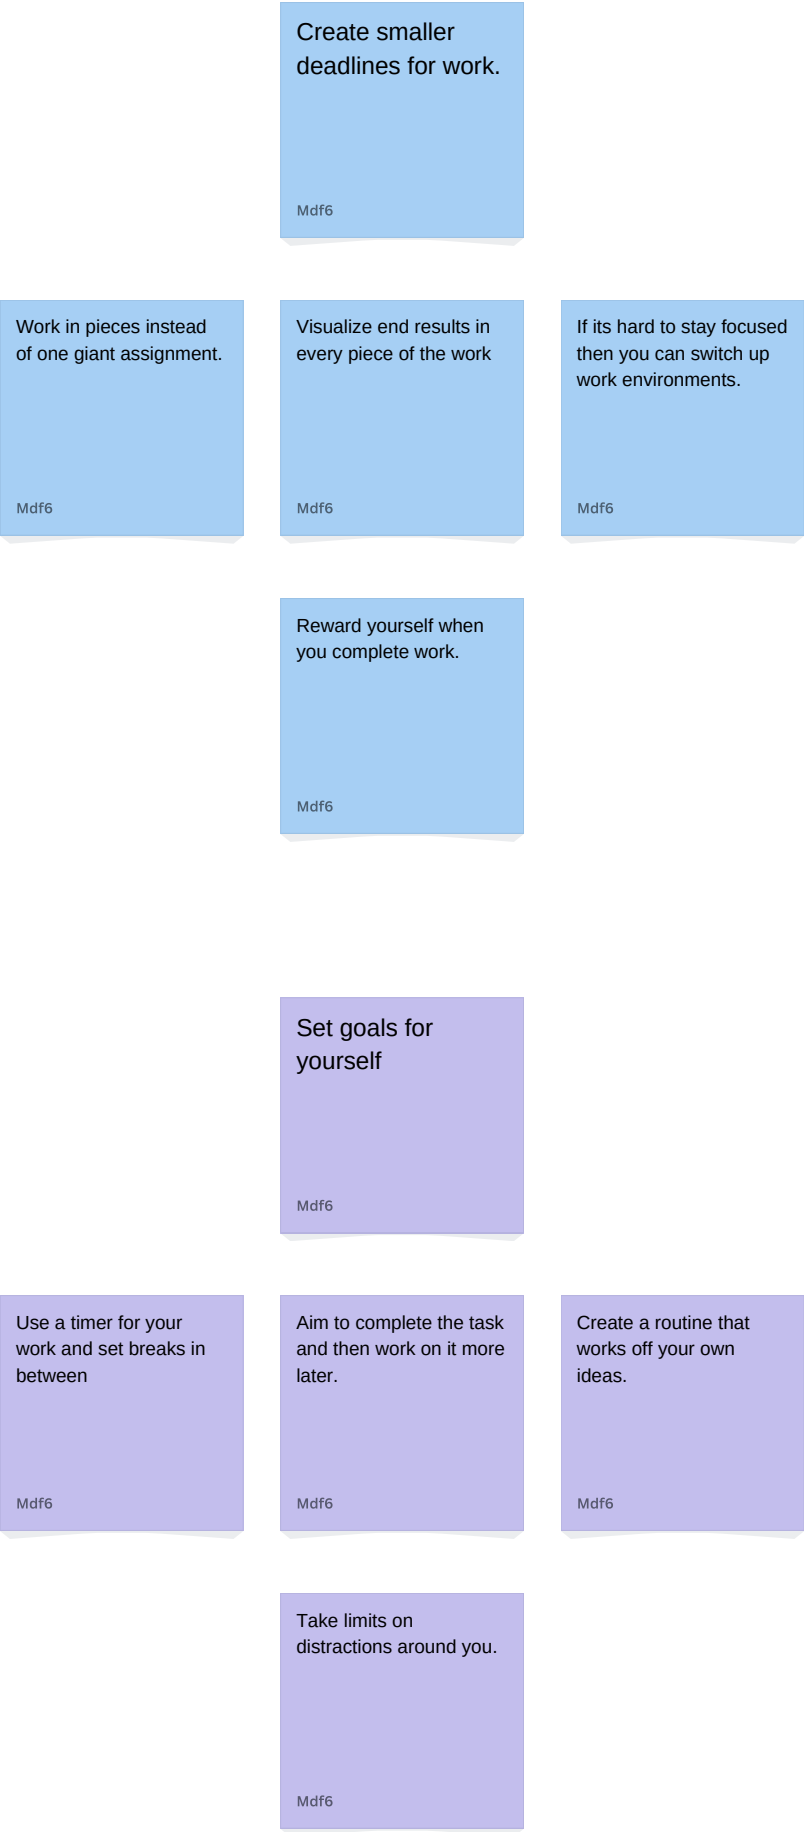 Create smaller
deadlines for work.
Mdf6
Work in pieces instead
of one giant assignment.
Mdf6
Visualize end results in
every piece of the work
Mdf6
If its hard to stay focused
then you can switch up
work environments.
Mdf6
Reward yourself when
you complete work.
Mdf6
Set goals for
yourself
Mdf6
Use a timer for your
work and set breaks in
between
Mdf6
Aim to complete the task
and then work on it more
later.
Mdf6
Create a routine that
works off your own
ideas.
Mdf6
Take limits on
distractions around you.
Mdf6